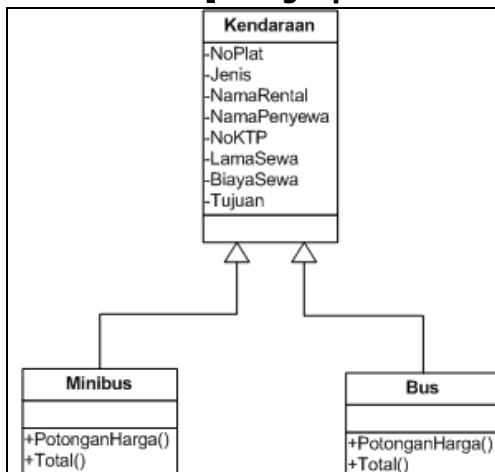 Kendaraan
-NoPlat
-Jenis
-NamaRental
-NamaPenyewa
-NoKTP
-LamaSewa
-BiayaSewa
-Tujuan
Minibus
+PotonganHarga()
+Total()
Bus
+PotonganHarga()
+Total()